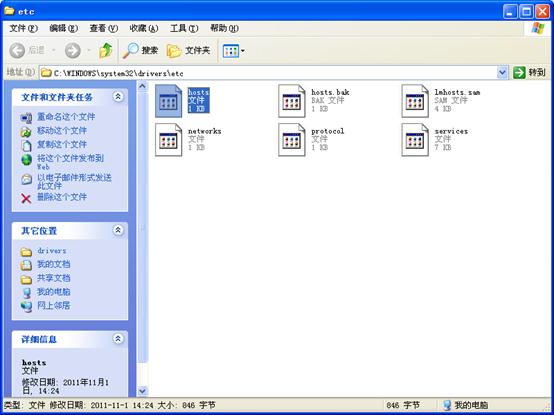 etc
文件(F) 编辑(E) 查看(V) 收藏(A) 工具(T) 帮助(H)
后退 搜索 文件夹
地址(D) C:\WINDOWS\system32\drivers\etc 转到
文件和文件夹任务
重命名这个文件
移动这个文件
复制这个文件
将这个文件发布到
Web
以电子邮件形式发送
此文件
删除这个文件
其它位置
drivers
我的文档
共享文档
我的电脑
网上邻居
详细信息
hosts
文件
修改日期: 2011年11月1
日, 14:24
hosts
文件
1 KB
hosts.bak
BAK 文件
1 KB
lmhosts.sam
SAM 文件
4 KB
networks
文件
1 KB
protocol
文件
1 KB
services
文件
7 KB
类型: 文件 修改日期: 2011-11-1 14:24 大小: 846 字节 846 字节 我的电脑